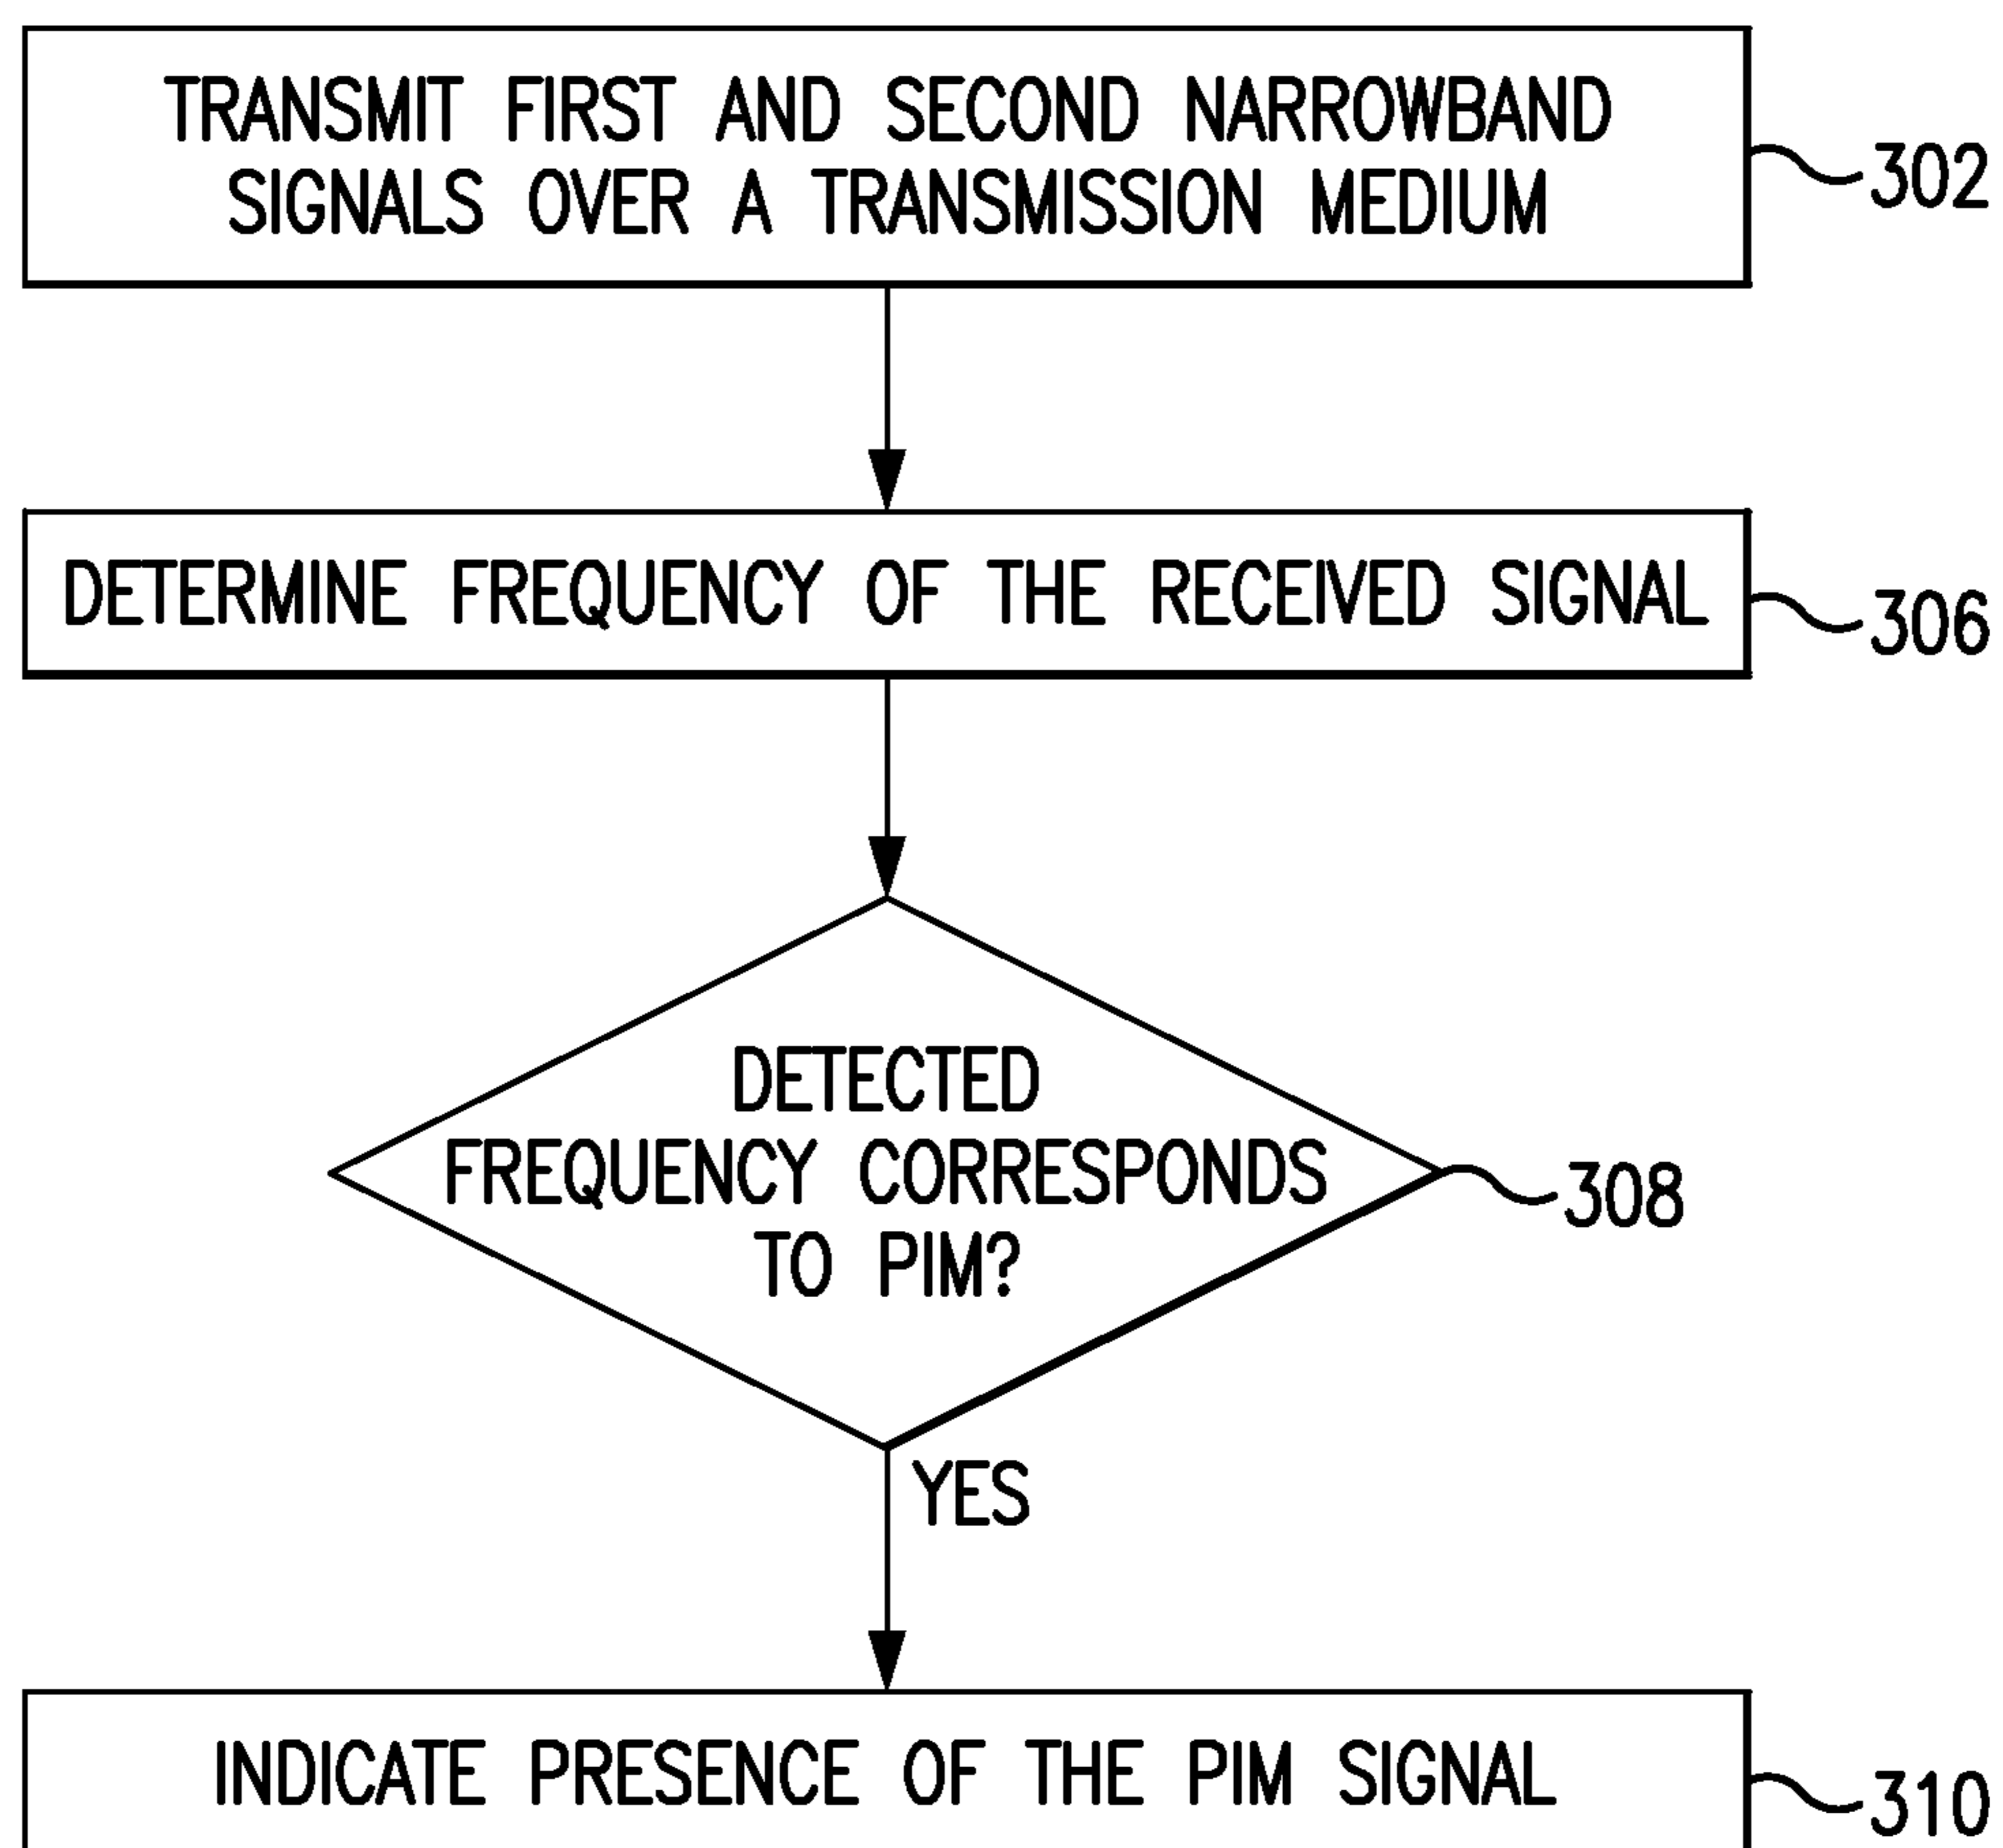 TRANSMIT FIRST AND SECOND NARROWBAND
SIGNALS OVER A TRANSMISSION MEDIUM
302
DETERMINE FREQUENCY OF THE RECEIVED SIGNAL
306
DETECTED
FREQUENCY CORRESPONDS
TO PIM?
308
YES
INDICATE PRESENCE OF THE PIM SIGNAL
310